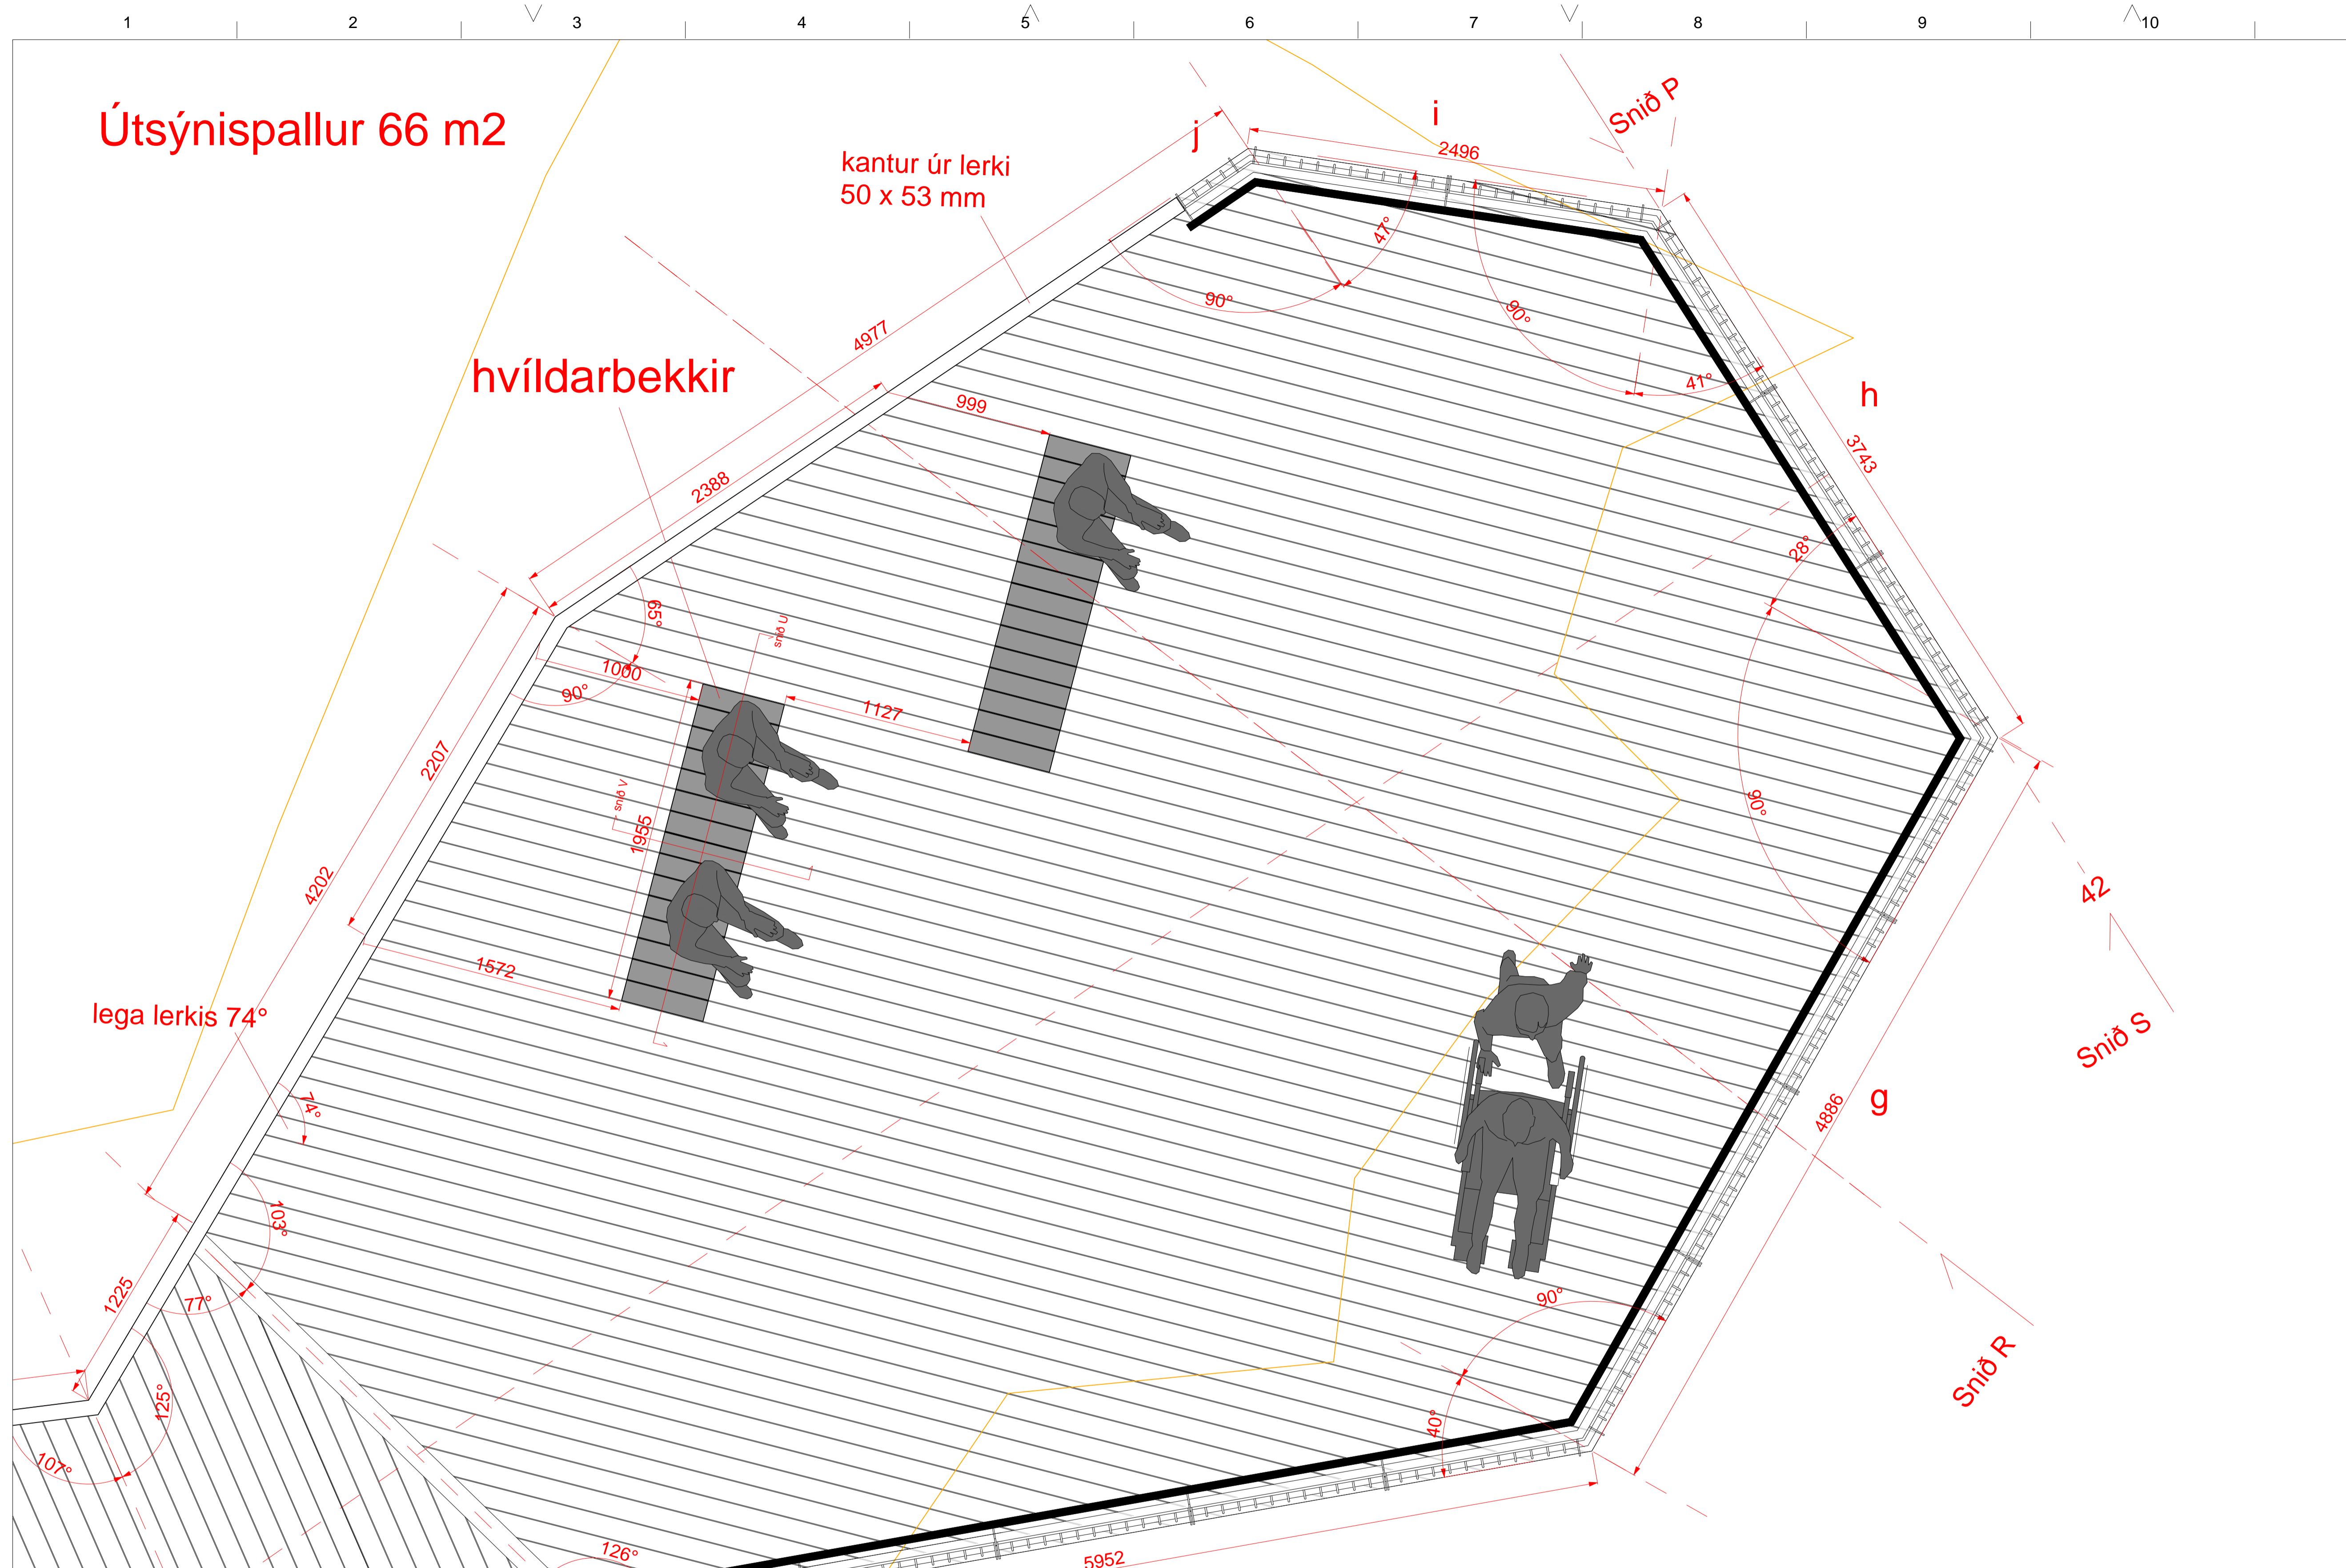 1 2 3 4 5 6 7 8 9 10
Útsýnispallur 66 m2
kantur úr lerki
50 x 53 mm
j
i
2496
Snið P
47°
90°
90°
41°
h
3743
4977
hvíldarbekkir
999
2388
28°
65°
snið U
1000
90°
1127
2207
snið V
1955
90°
4202
42
1572
lega lerkis 74°
Snið S
74°
g
4886
103°
1225
77°
90°
Snið R
125°
40°
107°
126°
5952